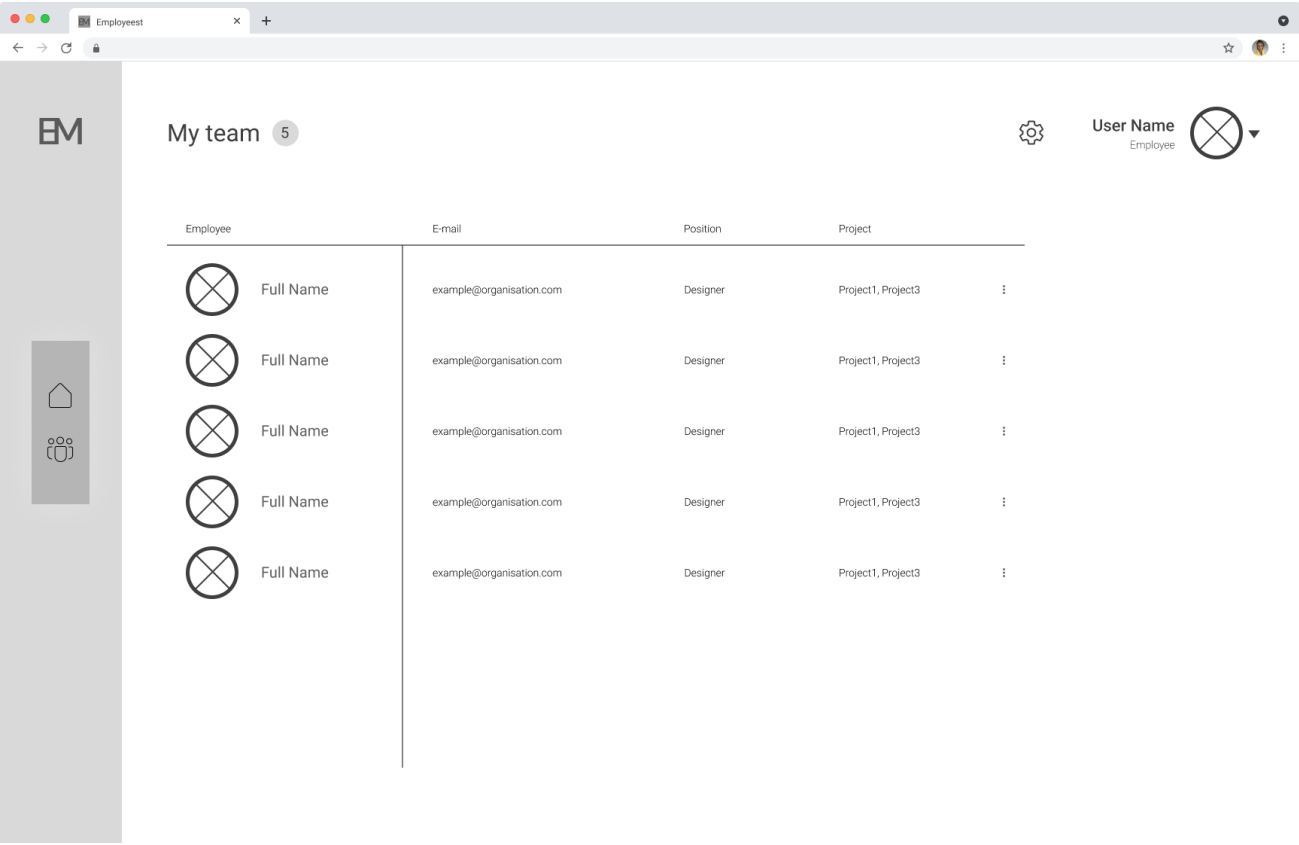 EM Employeest
EM
My team 5
User Name
Employee
Employee E-mail Position Project
Full Name example@organisation.com Designer Project1, Project3
Full Name example@organisation.com Designer Project1, Project3
Full Name example@organisation.com Designer Project1, Project3
Full Name example@organisation.com Designer Project1, Project3
Full Name example@organisation.com Designer Project1, Project3